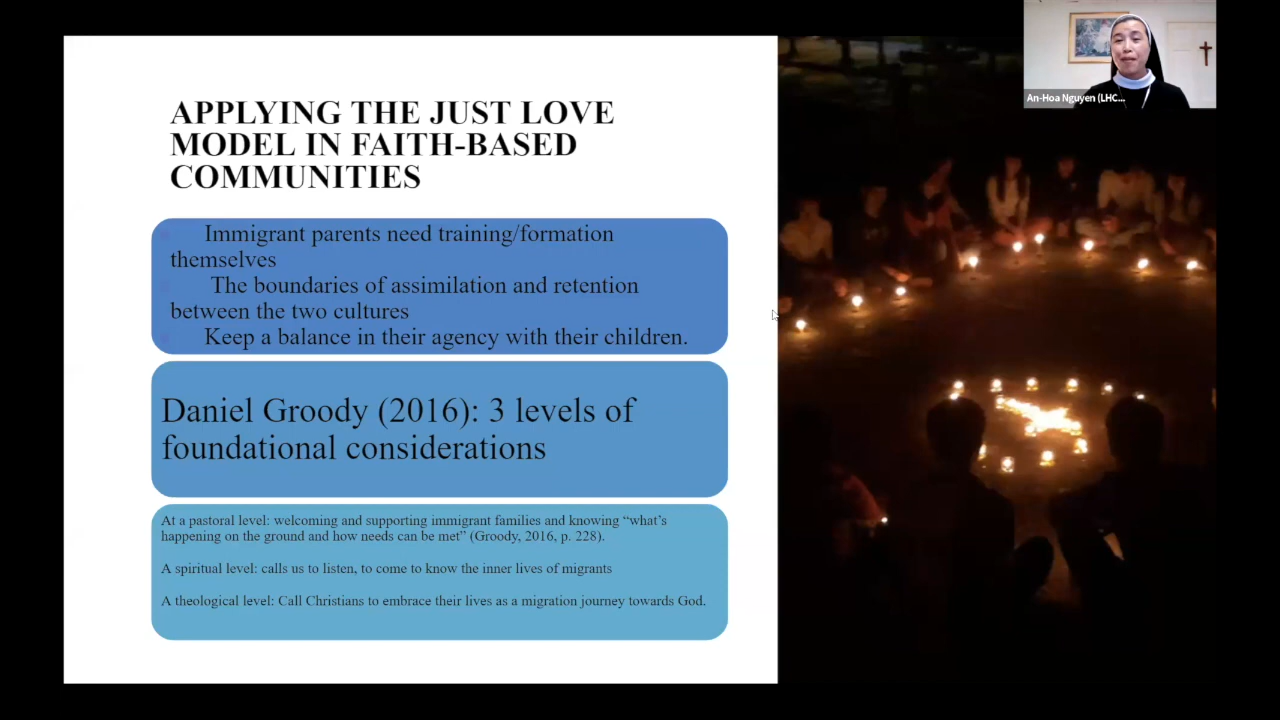 An-Hoa Nguyen (LHC...
APPLYING THE JUST LOVE
MODEL IN FAITH-BASED
COMMUNITIES
Immigrant parents need training/formation
themselves
The boundaries of assimilation and retention
between the two cultures
Keep a balance in their agency with their children.
Daniel Groody (2016): 3 levels of
foundational considerations
At a pastoral level: welcoming and supporting immigrant families and knowing “what’s
happening on the ground and how needs can be met” (Groody, 2016, p. 228).
A spiritual level: calls us to listen, to come to know the inner lives of migrants
A theological level: Call Christians to embrace their lives as a migration journey towards God.